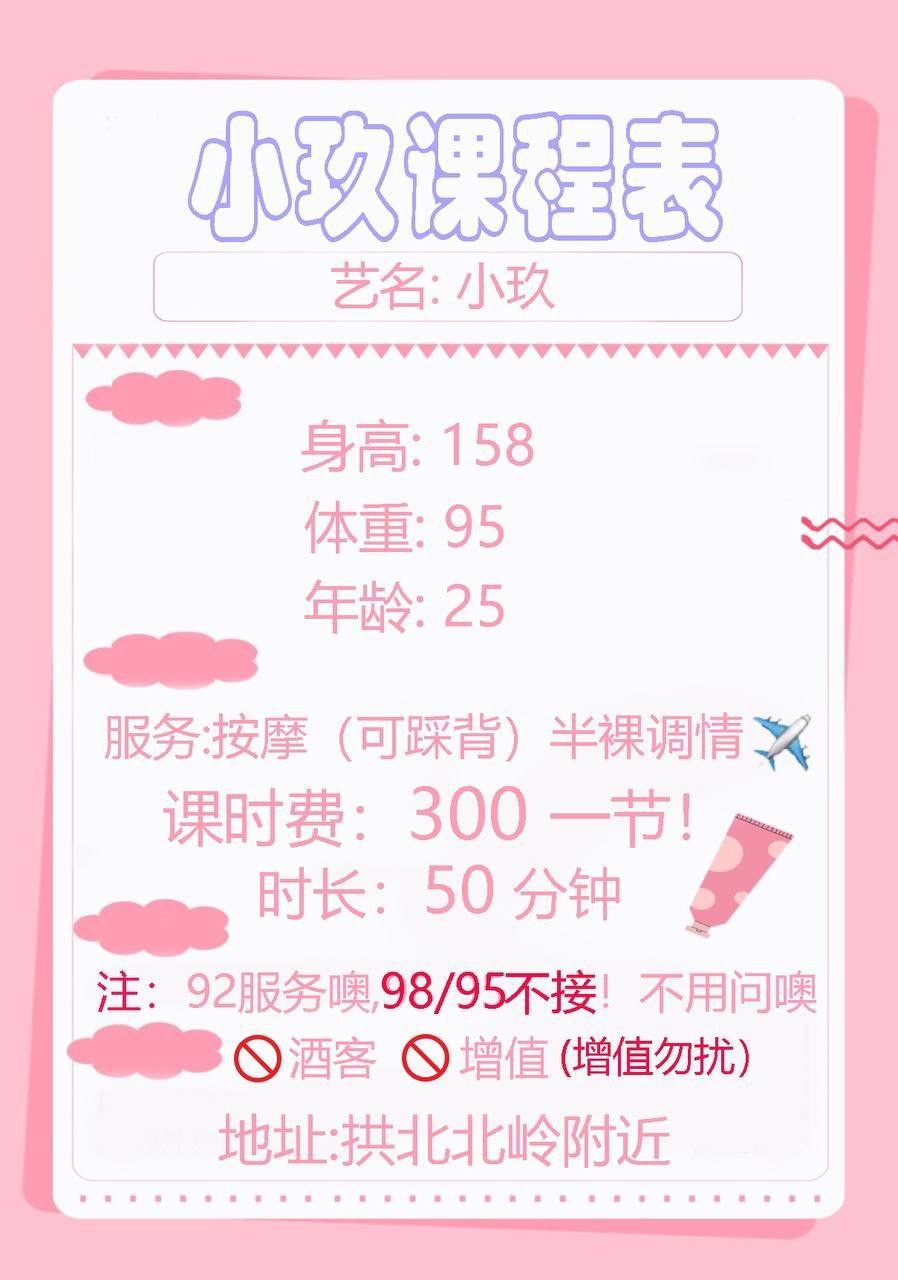 小玖课程表
艺名: 小玖
身高: 158
体重: 95
年龄: 25
服务:按摩（可踩背）半裸调情✈️
课时费：300 一节！
时长：50 分钟
注：92服务噢,98/95不接！不用问噢
🚫酒客 🚫增值 (增值勿扰）
地址:拱北北岭附近